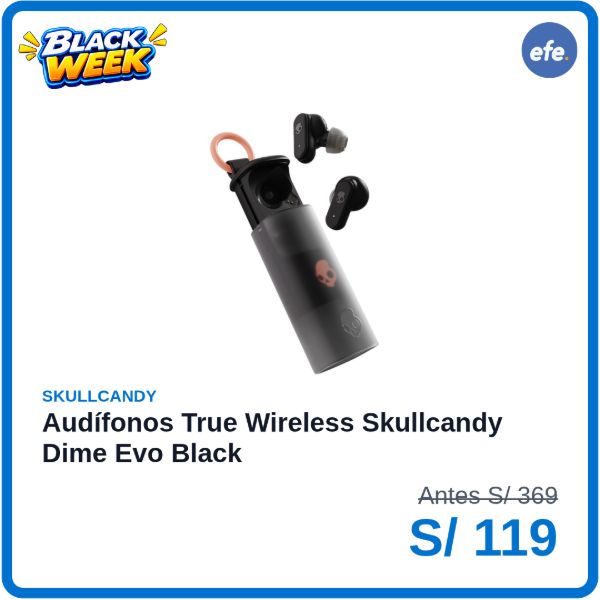 BLACK
WEEK
efe.
SKULLCANDY
Audífonos True Wireless Skullcandy
Dime Evo Black
Antes S/ 369
S/ 119